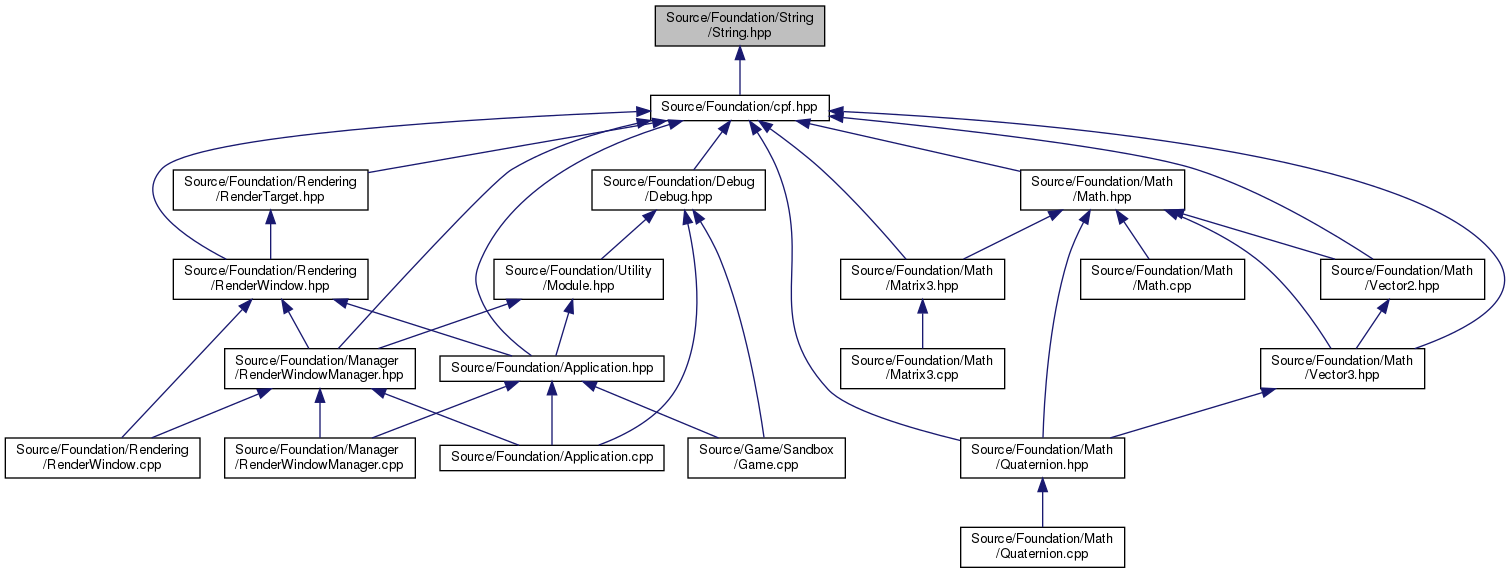 Source/Foundation/String
/String.hpp
Source/Foundation/cpf.hpp
Source/Foundation/Rendering
/RenderTarget.hpp
Source/Foundation/Debug
/Debug.hpp
Source/Foundation/Math
/Math.hpp
Source/Foundation/Rendering
/RenderWindow.hpp
Source/Foundation/Utility
/Module.hpp
Source/Foundation/Math
/Matrix3.hpp
Source/Foundation/Math
/Math.cpp
Source/Foundation/Math
/Vector2.hpp
Source/Foundation/Manager
/RenderWindowManager.hpp
Source/Foundation/Application.hpp
Source/Foundation/Math
/Matrix3.cpp
Source/Foundation/Math
/Vector3.hpp
Source/Foundation/Rendering
/RenderWindow.cpp
Source/Foundation/Manager
/RenderWindowManager.cpp
Source/Foundation/Application.cpp
Source/Game/Sandbox
/Game.cpp
Source/Foundation/Math
/Quaternion.hpp
Source/Foundation/Math
/Quaternion.cpp